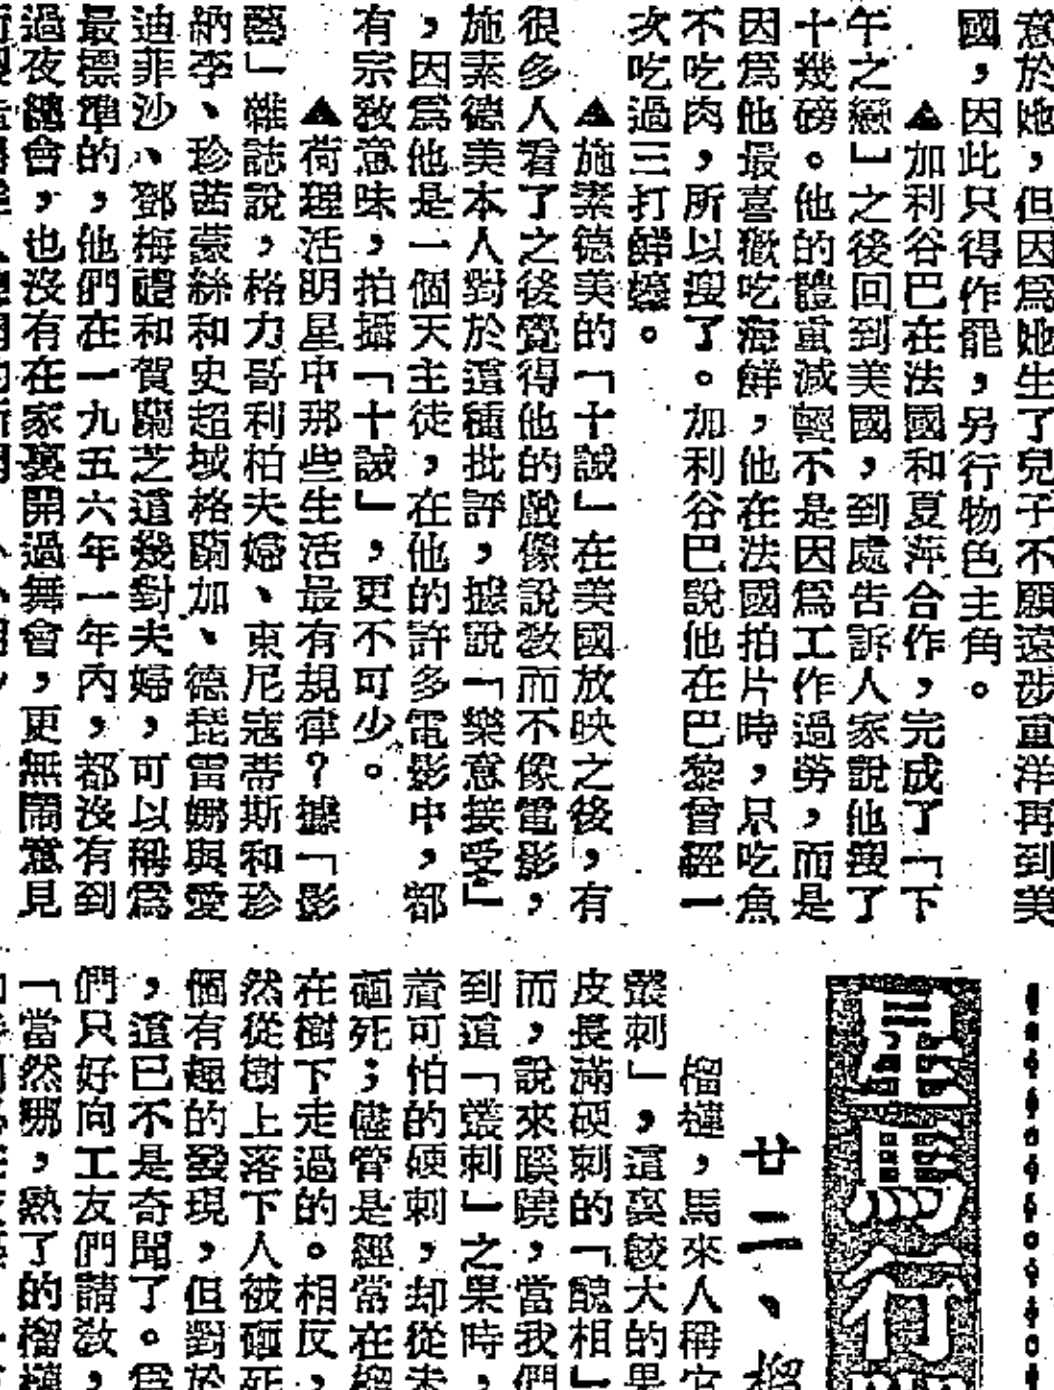 意於她，但因爲她生了兒子不願遠涉重洋再到美
國，因此只得作罷，另行物色主角。
▲加利谷巴在法國和夏萍合作，完成了「下
午之戀」之後回到美國，到處告訴人家說他瘦了
十幾磅。他的體重減輕不是因爲工作過勞，而是
因爲他最喜歡吃海鮮，他在法國拍片時，只吃魚
不吃肉，所以瘦了。加利谷巴說他在巴黎曾經一
次吃過三打鮮蠔。
▲施素德美的「十誡」在美國放映之後，有
很多人看了之後覺得他的戲像說教而不像電影，
施素德美本人對於這種批評，據說「樂意接受」
，因爲他是一個天主徒，在他的許多電影中，都
有宗教意味，拍攝「十誡」，更不可少。
▲荷理活明星中那些生活最有規律？據「影
藝」雜誌說，格力哥利柏夫婦、東尼寇蒂斯和珍
納李、珍茜蒙絲和史超域格蘭加、德琵雷娜與愛
迪菲沙、鄧梅禮和賀蘭芝道幾對夫婦，可以稱爲
最標準的，他們在一九五六年一年內，都沒有到
過夜總會，也沒有在家裏開過舞會，更無鬧意見
星馬行
廿二、榴
榴槤，馬來人稱它
叢刺」，這裏較大的果
皮長滿硬刺的「醜相」
而，說來蹊蹺，當我們
到這「叢刺」之果時，
着可怕的硬刺，却從未
砸死；儘管是經常在榴
在樹下走過的。相反，
然從樹上落下人被砸死
個有趣的發現，但對於
，這已不是奇聞了。爲
們只好向工友們請敎，
「當然哪，熟了的榴槤